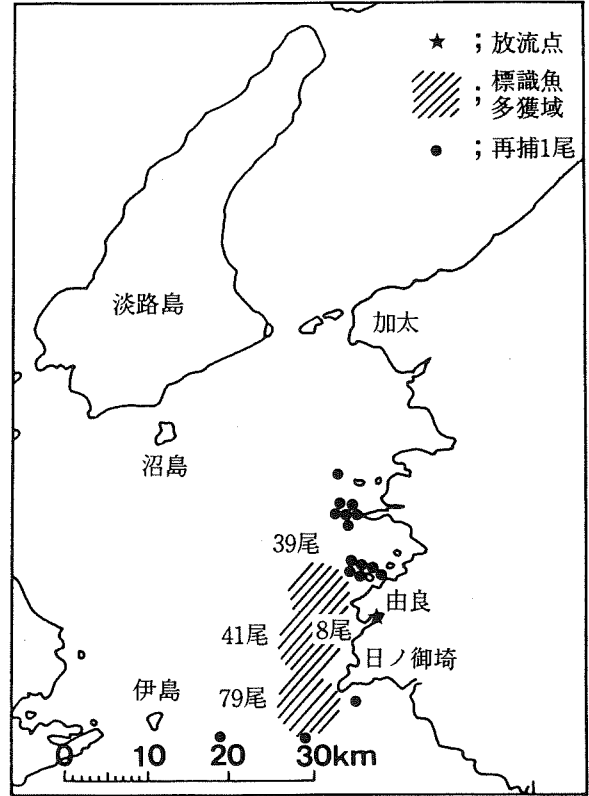 ★ ; 放流点
標識魚
多獲域
;
● ; 再捕1尾
淡路島
加太
沼島
39尾
由良
41尾
8尾
日ノ御埼
伊島
79尾
0 10 20 30km